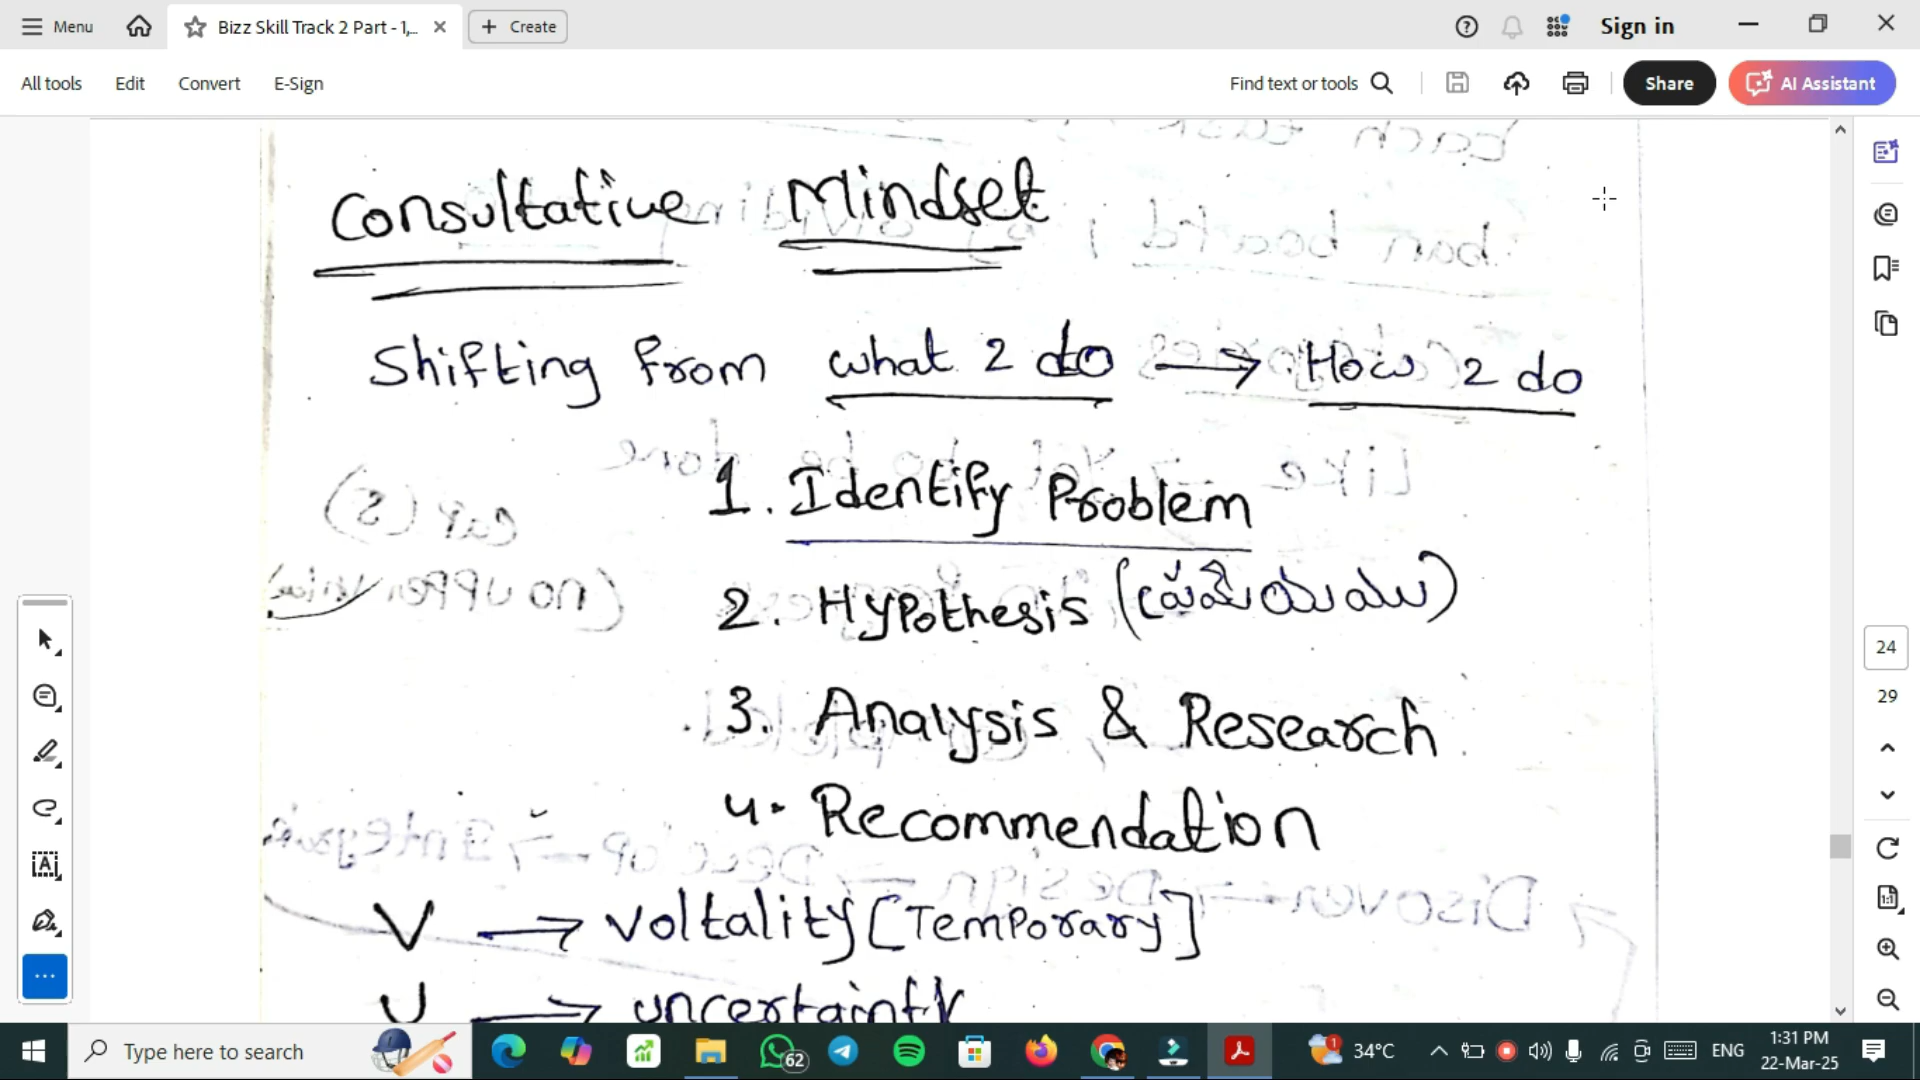 Menu
Bizz Skill Track 2 Part - 1,...
Create
Sign in
All tools
Edit
Convert
E-Sign
Find text or tools
Share
AI Assistant
Consultative Mindset
Shifting from what 2 do → How 2 do
1. Identify Problem
2. Hypothesis
3. Analysis & Research
4. Recommendation
V → Voltality [Temporary]
U → uncertainty
24
29
Type here to search
62
1
34°C
ENG
1:31 PM
22-Mar-25